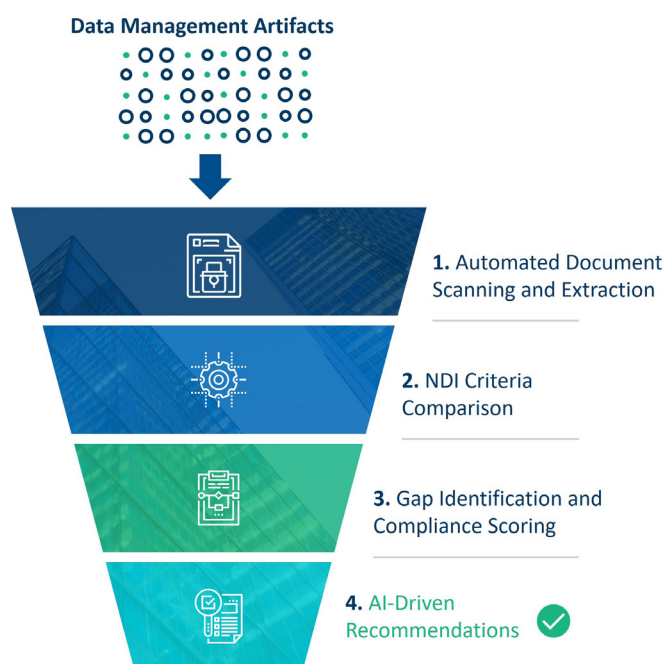 Data Management Artifacts
1. Automated Document
Scanning and Extraction
2. NDI Criteria
Comparison
3. Gap Identification and
Compliance Scoring
4. AI-Driven
Recommendations